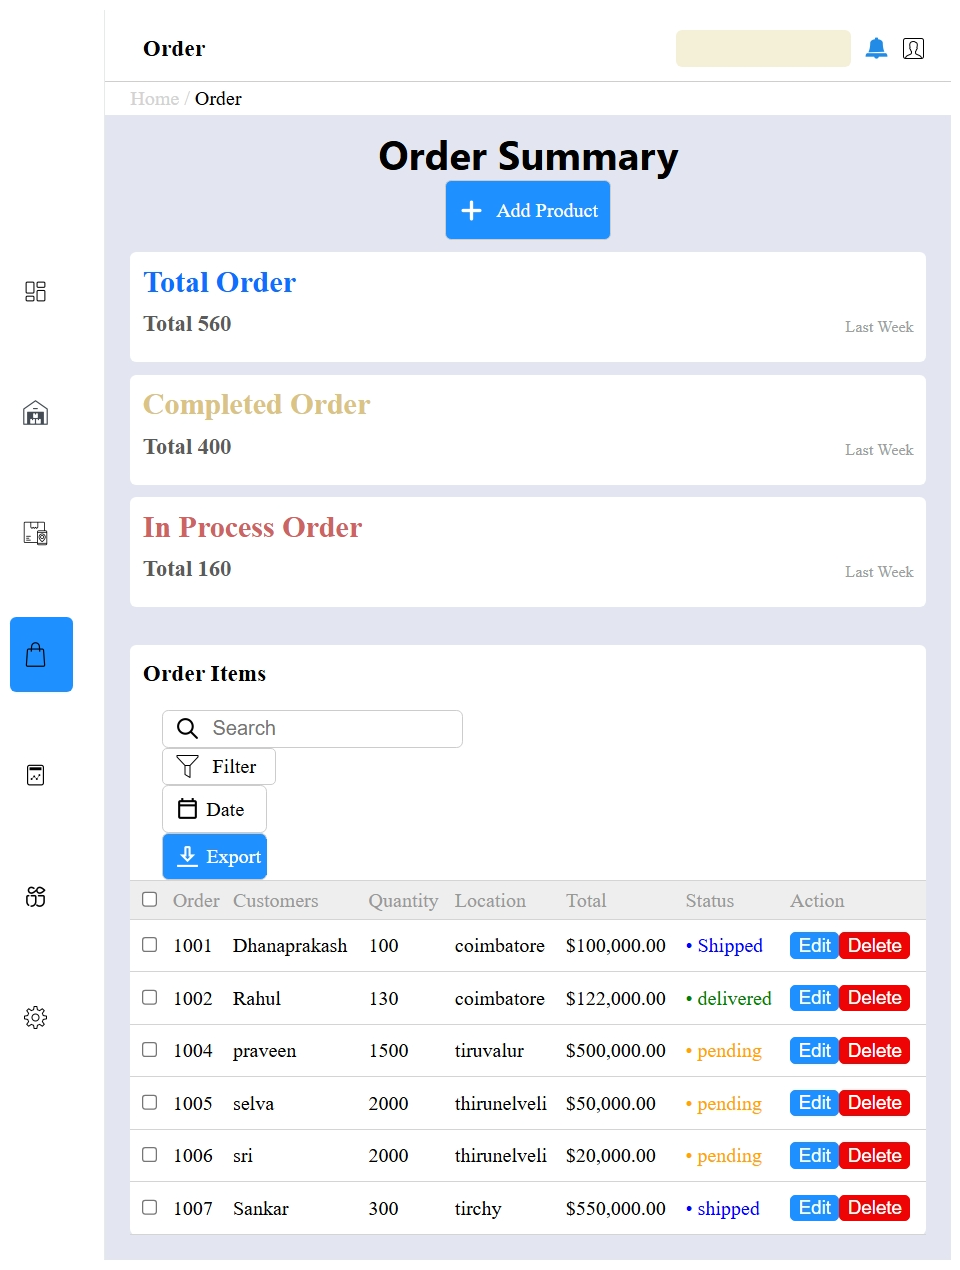 Order
Home / Order
Order Summary
Add Product
Total Order
Total 560
Last Week
Completed Order
Total 400
Last Week
In Process Order
Total 160
Last Week
Order Items
Search
Filter
Date
Export
Order Customers Quantity Location Total Status Action
1001 Dhanaprakash 100 coimbatore $100,000.00 • Shipped Edit Delete
1002 Rahul 130 coimbatore $122,000.00 • delivered Edit Delete
1004 praveen 1500 tiruvalur $500,000.00 • pending Edit Delete
1005 selva 2000 thirunelveli $50,000.00 • pending Edit Delete
1006 sri 2000 thirunelveli $20,000.00 • pending Edit Delete
1007 Sankar 300 tirchy $550,000.00 • shipped Edit Delete